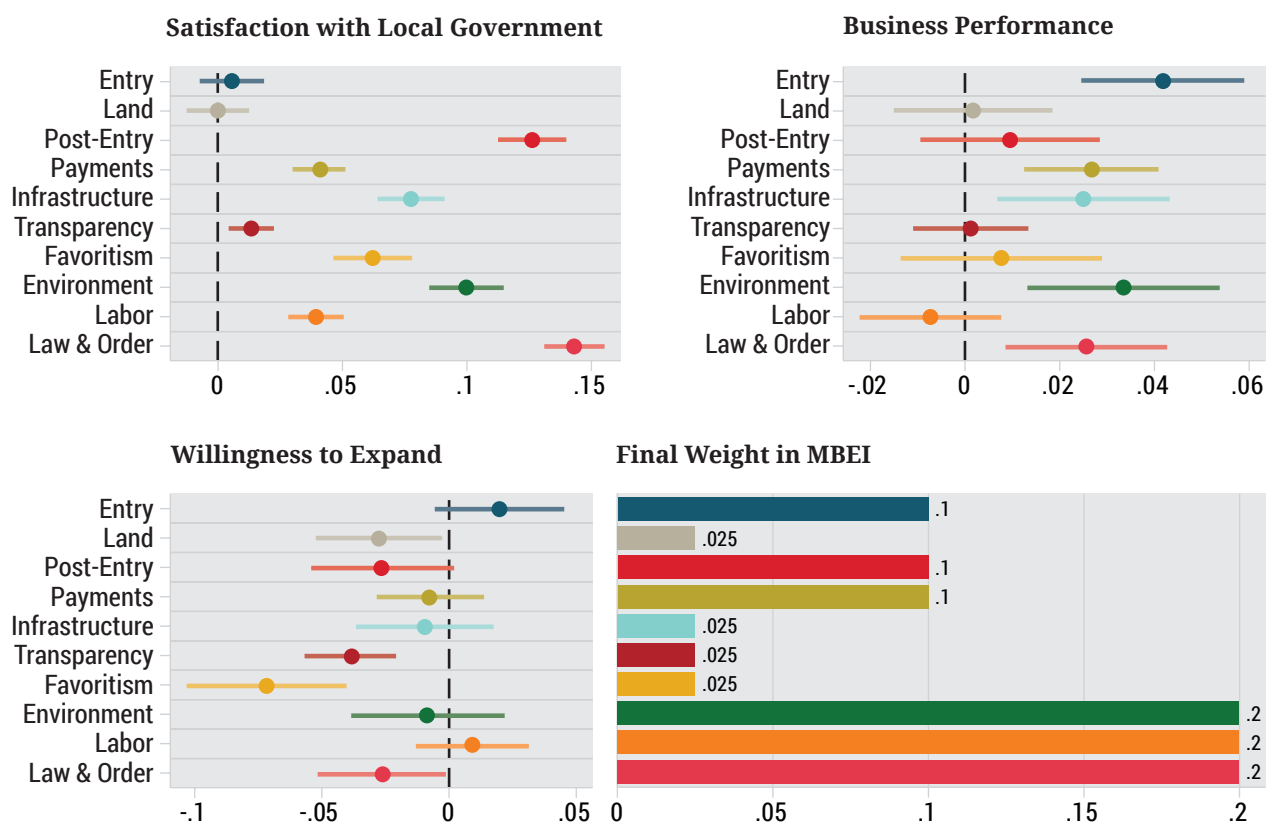 Satisfaction with Local Government
Entry
Land
Post-Entry
Payments
Infrastructure
Transparency
Favoritism
Environment
Labor
Law & Order
0 .05 .1 .15
Business Performance
Entry
Land
Post-Entry
Payments
Infrastructure
Transparency
Favoritism
Environment
Labor
Law & Order
-.02 0 .02 .04 .06
Willingness to Expand
Entry
Land
Post-Entry
Payments
Infrastructure
Transparency
Favoritism
Environment
Labor
Law & Order
-.1 -.05 0 .05
Final Weight in MBEI
.1
.025
.1
.1
.025
.025
.025
.2
.2
.2
0 .05 .1 .15 .2